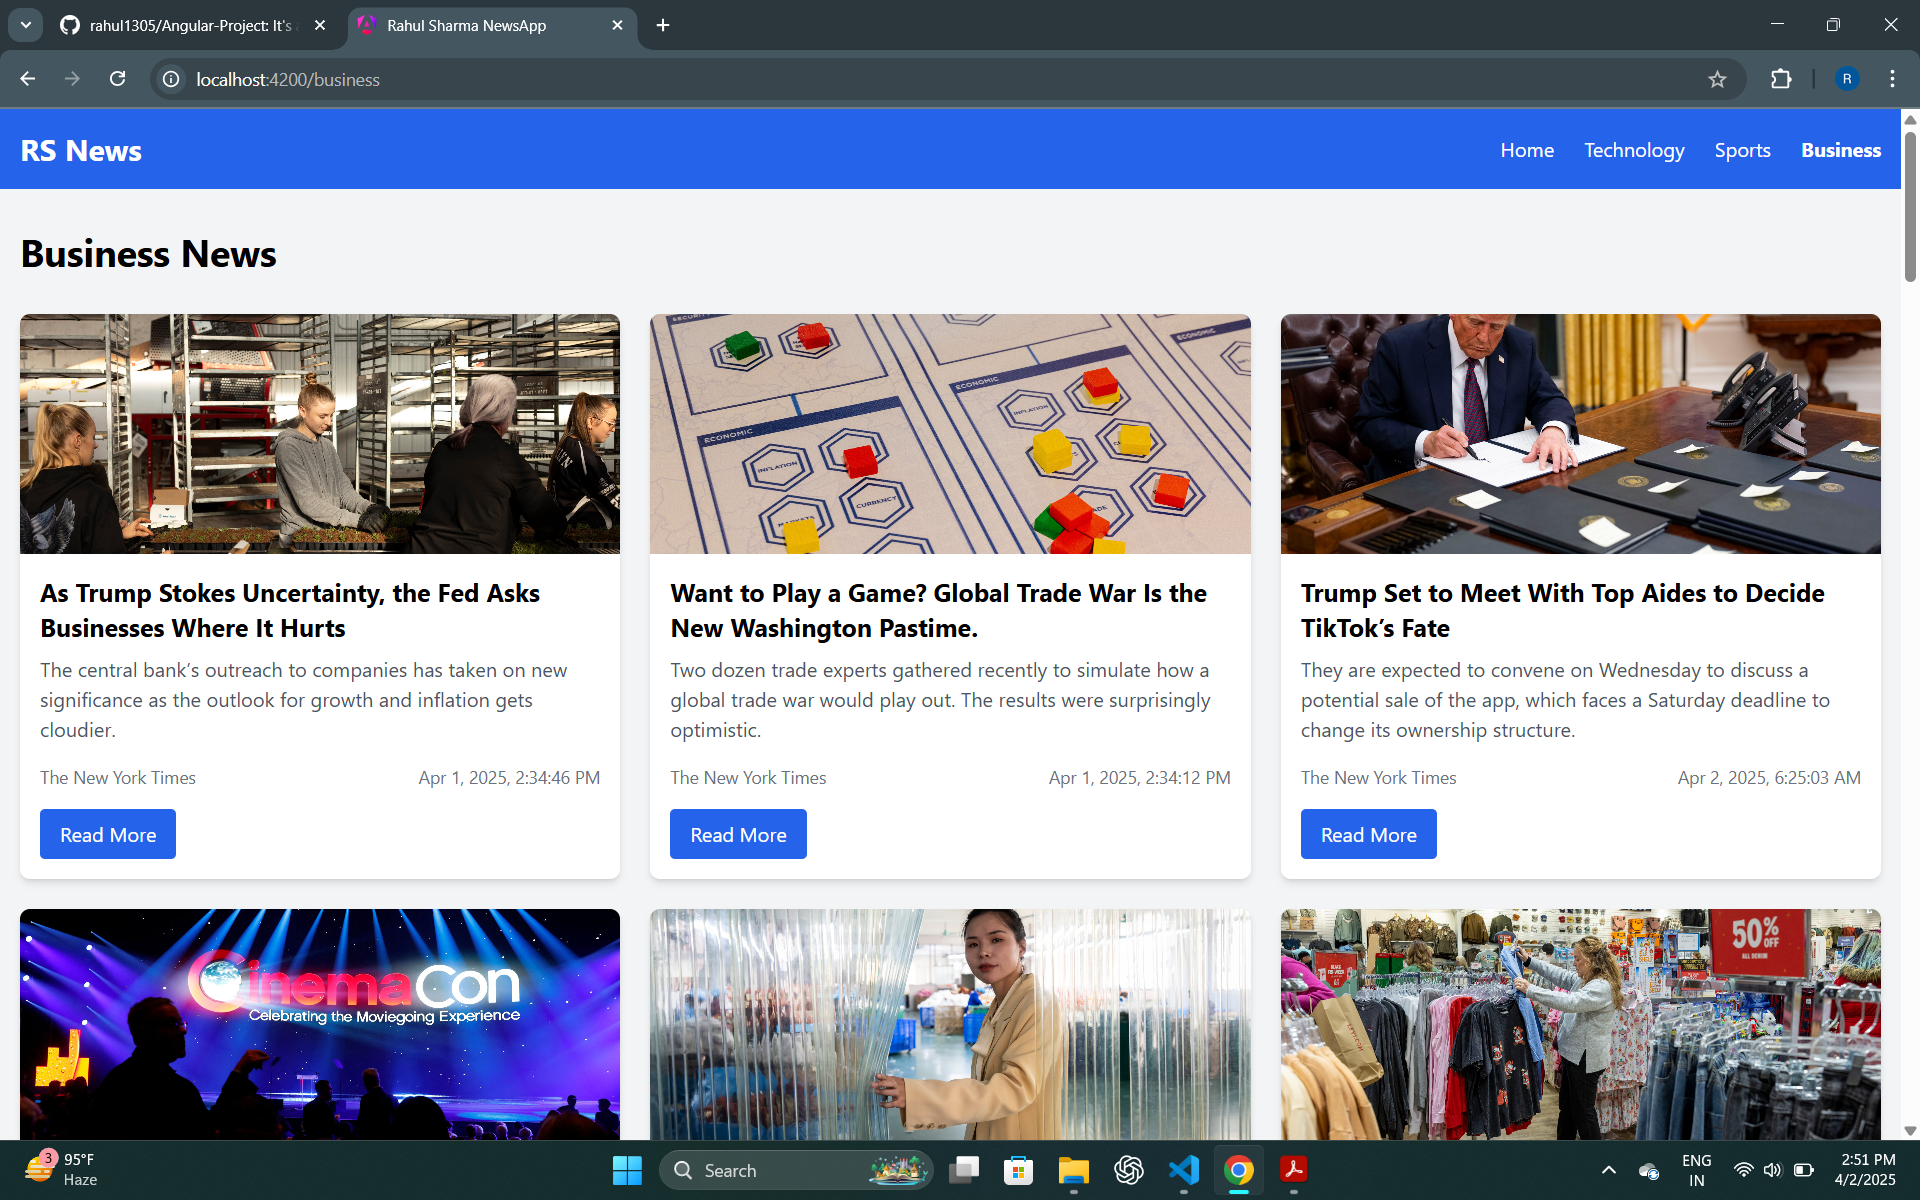 rahul1305/Angular-Project: It's
Rahul Sharma NewsApp
localhost:4200/business
R
RS News
Home Technology Sports Business
Business News
ECONOMIC
ECONOMIC
ECONOMIC
INFLATION
INFLATION
CURRENCY
As Trump Stokes Uncertainty, the Fed Asks
Businesses Where It Hurts
The central bank’s outreach to companies has taken on new
significance as the outlook for growth and inflation gets
cloudier.
The New York Times Apr 1, 2025, 2:34:46 PM
Read More
Want to Play a Game? Global Trade War Is the
New Washington Pastime.
Two dozen trade experts gathered recently to simulate how a
global trade war would play out. The results were surprisingly
optimistic.
The New York Times Apr 1, 2025, 2:34:12 PM
Read More
Trump Set to Meet With Top Aides to Decide
TikTok’s Fate
They are expected to convene on Wednesday to discuss a
potential sale of the app, which faces a Saturday deadline to
change its ownership structure.
The New York Times Apr 2, 2025, 6:25:03 AM
Read More
CinemaCon
Celebrating the Moviegoing Experience
50%
OFF
ALL DENIM
3
95°F
Haze
Search
ENG
IN
2:51 PM
4/2/2025